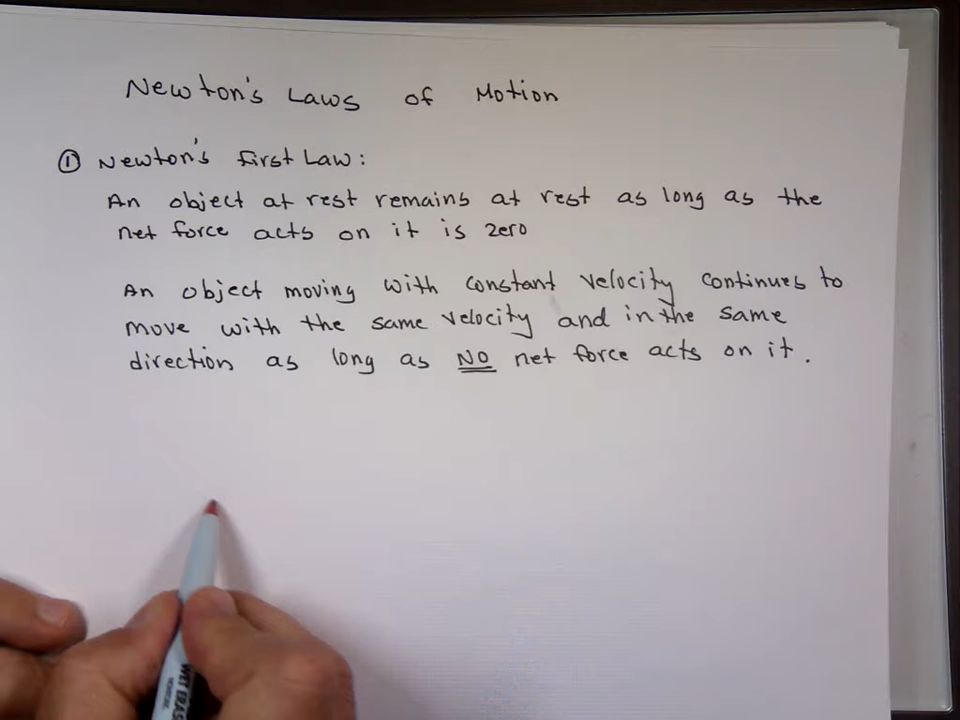 Newton's Laws of Motion
① Newton's first Law:
An object at rest remains at rest as long as the
net force acts on it is zero
An object moving with constant velocity continues to
move with the same velocity and in the same
direction as long as NO net force acts on it.
WET ERAS